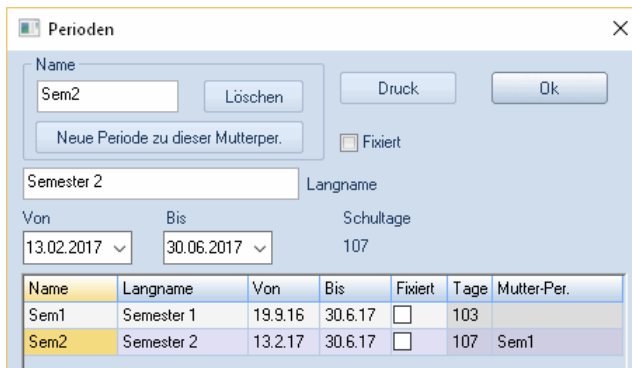 Perioden
Name
Sem2
Löschen
Druck
Ok
Neue Periode zu dieser Mutterper.
Fixiert
Semester 2
Langname
Von Bis Schultage
13.02.2017 30.06.2017 107
Name Langname Von Bis Fixiert Tage Mutter-Per.
Sem1 Semester 1 19.9.16 30.6.17 103
Sem2 Semester 2 13.2.17 30.6.17 107 Sem1